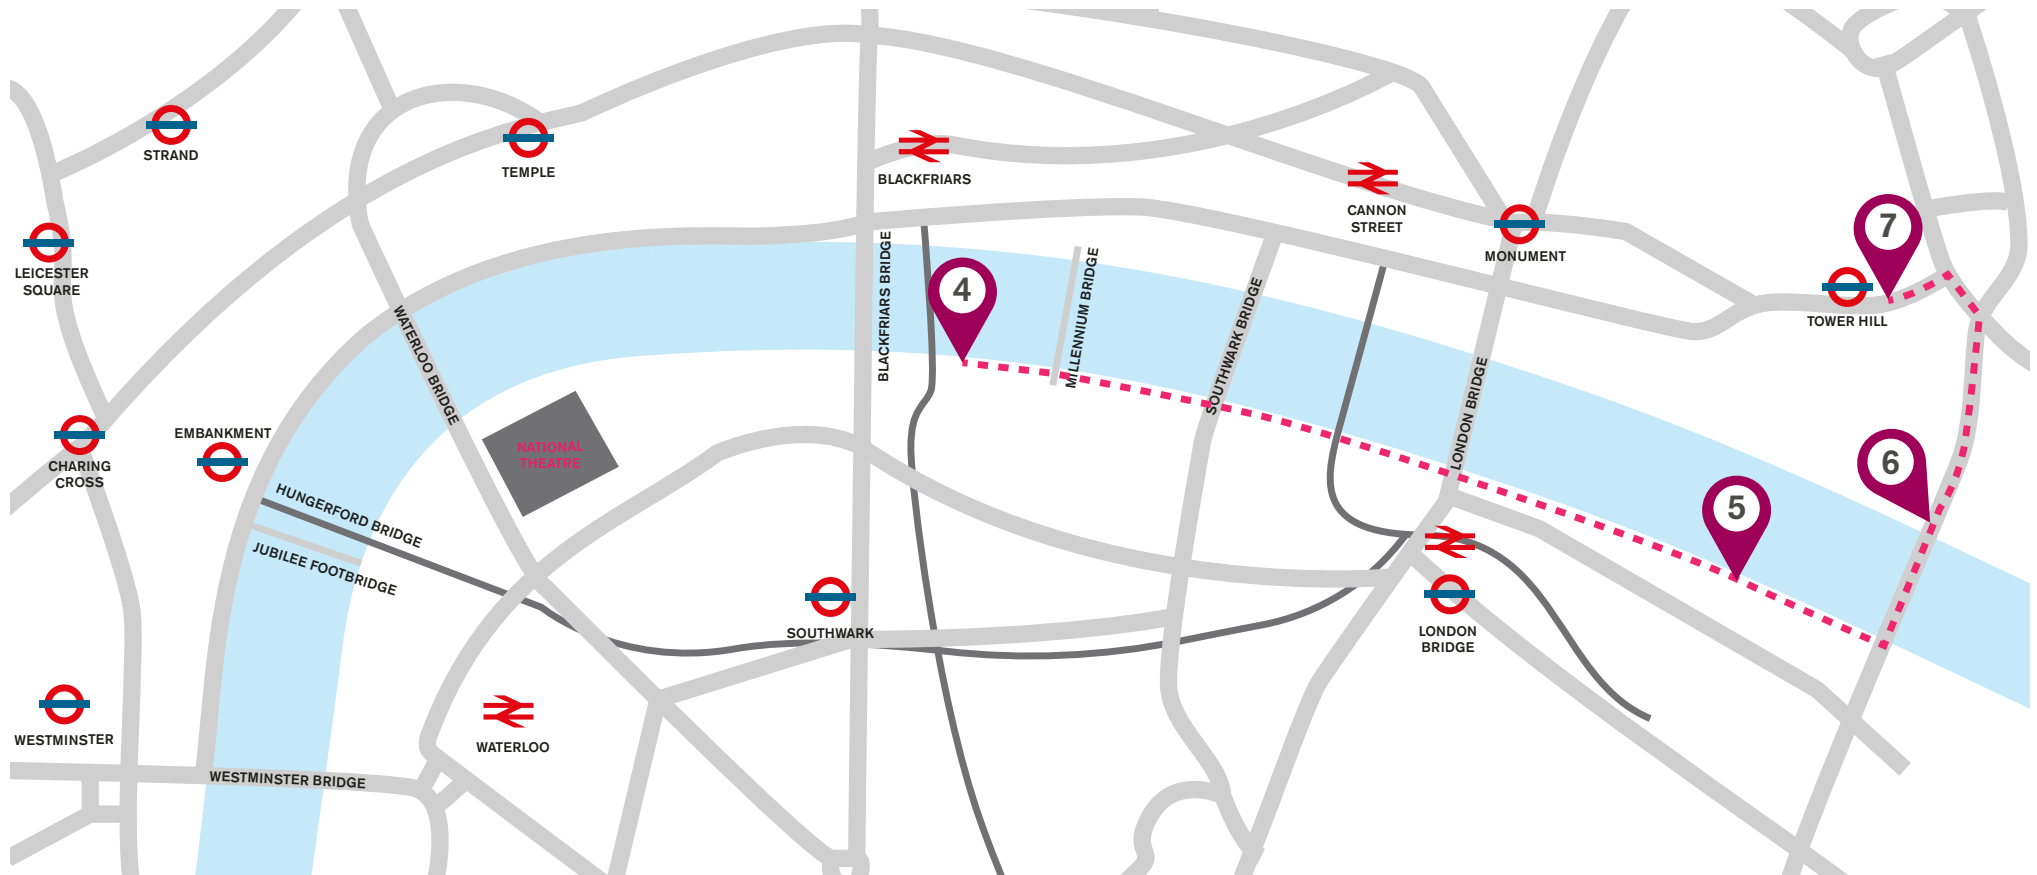 STRAND
TEMPLE
BLACKFRIARS
CANNON
STREET
MONUMENT
7
LEICESTER
SQUARE
4
TOWER HILL
BLACKFRIARS BRIDGE
MILLENNIUM BRIDGE
SOUTHWARK BRIDGE
WATERLOO BRIDGE
LONDON BRIDGE
EMBANKMENT
NATIONAL
THEATRE
CHARING
CROSS
6
5
HUNGERFORD BRIDGE
JUBILEE FOOTBRIDGE
SOUTHWARK
LONDON
BRIDGE
WESTMINSTER
WATERLOO
WESTMINSTER BRIDGE